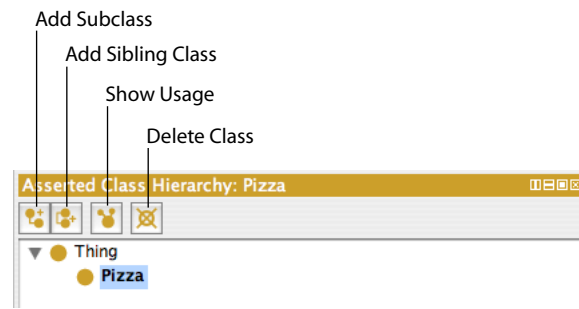 Add Subclass
Add Sibling Class
Show Usage
Delete Class
Asserted Class Hierarchy: Pizza
Thing
Pizza